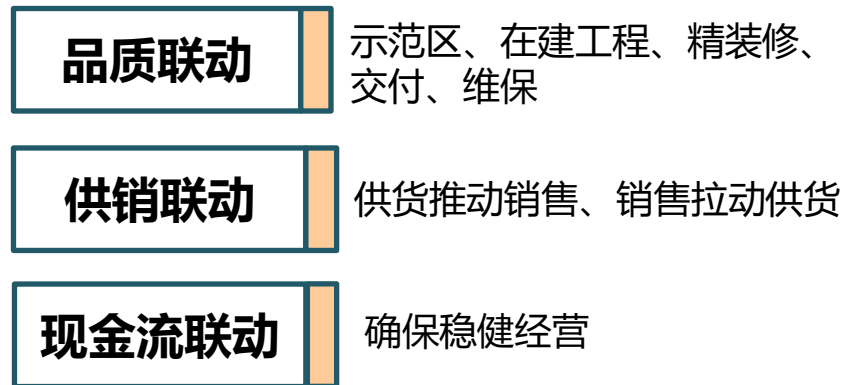 品质联动
示范区、在建工程、精装修、
交付、维保
供销联动
供货推动销售、销售拉动供货
现金流联动
确保稳健经营